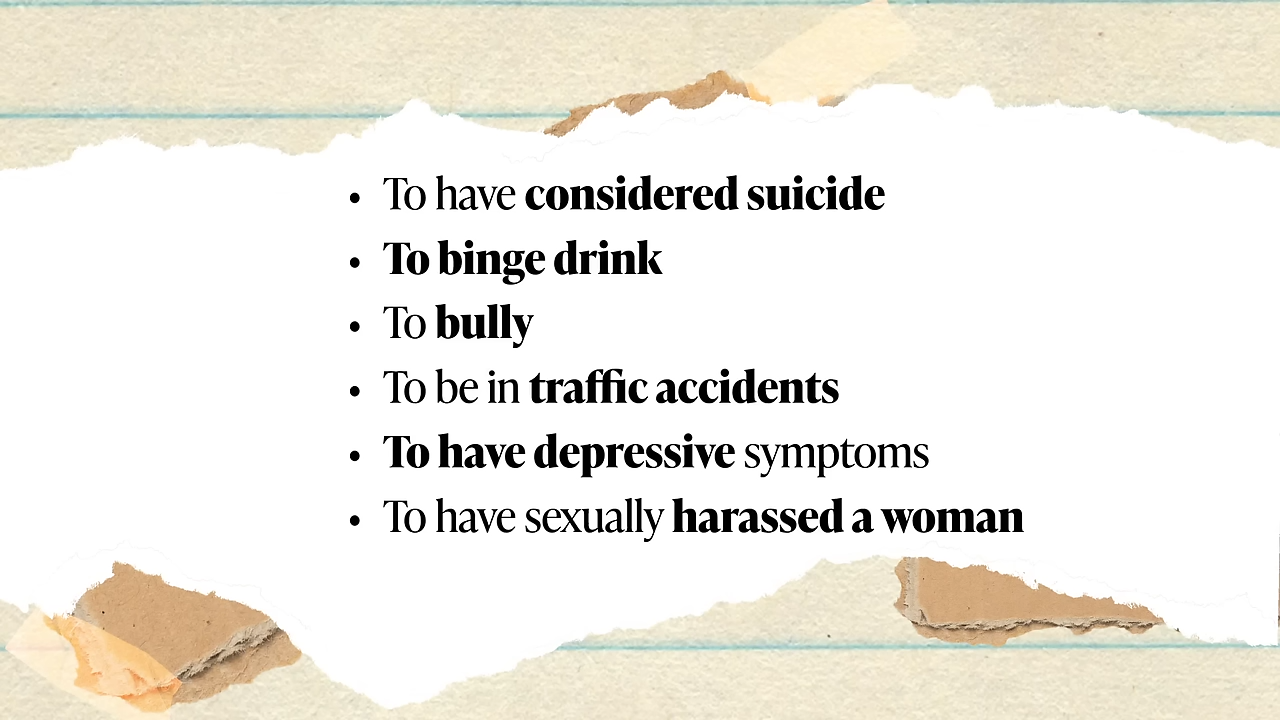 • To have considered suicide
• To binge drink
• To bully
• To be in traffic accidents
• To have depressive symptoms
• To have sexually harassed a woman